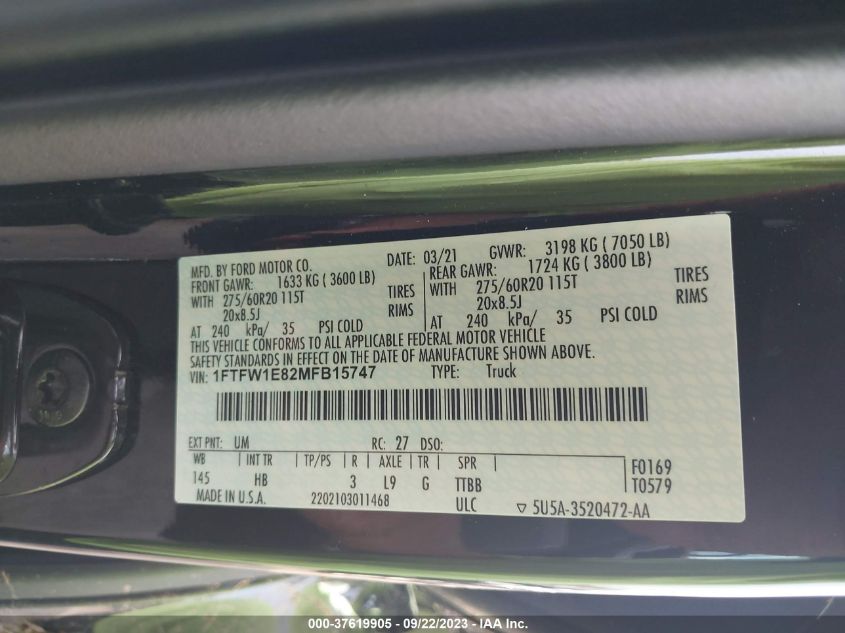 MFD. BY FORD MOTOR CO. DATE: 03/21 GVWR: 3198 KG ( 7050 LB)
FRONT GAWR: 1633 KG ( 3600 LB) REAR GAWR: 1724 KG ( 3800 LB)
WITH 275/60R20 115T TIRES WITH 275/60R20 115T TIRES
20x8.5J RIMS 20x8.5J RIMS
AT 240 kPa/ 35 PSI COLD AT 240 kPa/ 35 PSI COLD
THIS VEHICLE CONFORMS TO ALL APPLICABLE FEDERAL MOTOR VEHICLE
SAFETY STANDARDS IN EFFECT ON THE DATE OF MANUFACTURE SHOWN ABOVE.
VIN: 1FTFW1E82MFB15747 TYPE: Truck
EXT PNT: UM RC: 27 DSO:
WB INT TR TP/PS R AXLE TR SPR F0169
145 HB 3 L9 G TTBB T0579
MADE IN U.S.A. 2202103011468 ULC ▽ 5U5A-3520472-AA
000-37619905 - 09/22/2023 - IAA Inc.